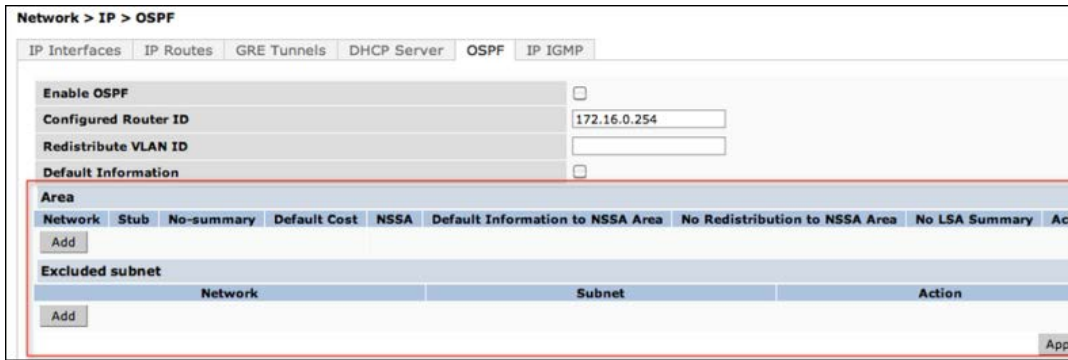 Network > IP > OSPF
IP Interfaces IP Routes GRE Tunnels DHCP Server OSPF IP IGMP
Enable OSPF
Configured Router ID 172.16.0.254
Redistribute VLAN ID
Default Information
Area
Network Stub No-summary Default Cost NSSA Default Information to NSSA Area No Redistribution to NSSA Area No LSA Summary Ac
Add
Excluded subnet
Network Subnet Action
Add
App